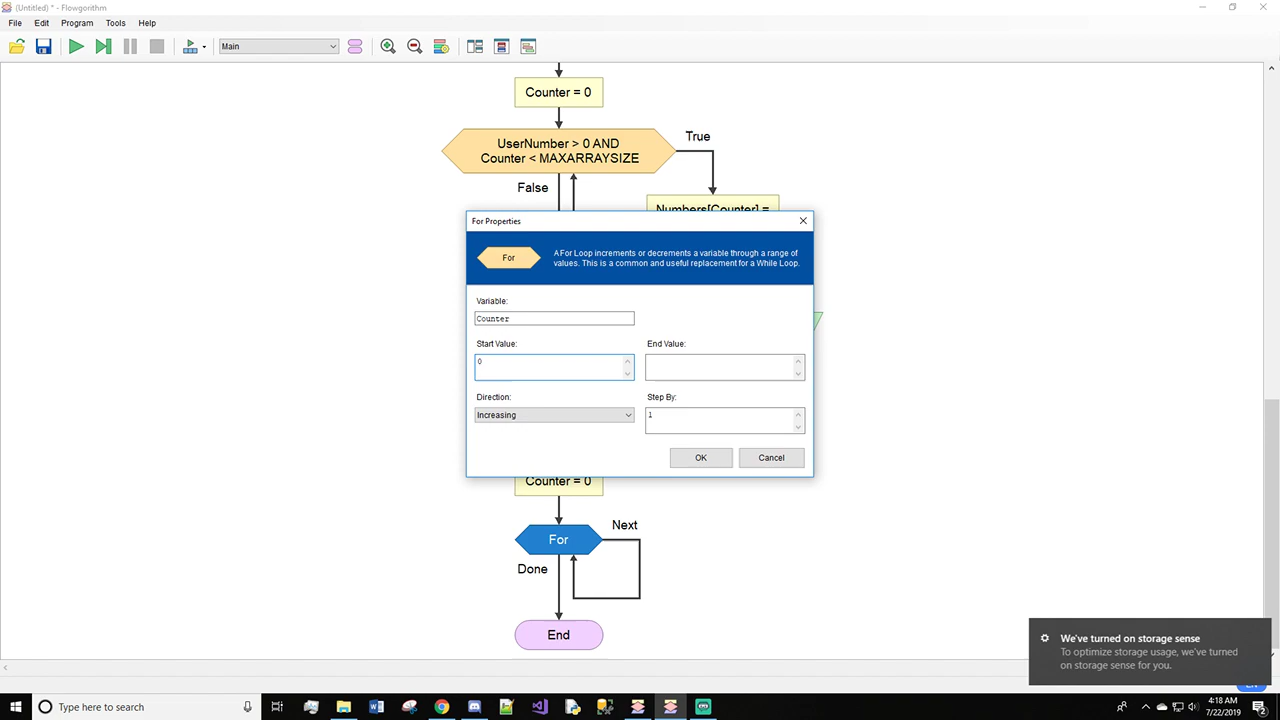 (Untitled) * - Flowgorithm
File Edit Program Tools Help
Main
Counter = 0
UserNumber > 0 AND
Counter < MAXARRAYSIZE
True
False
Numbers[Counter] =
For Properties
For
A For Loop increments or decrements a variable through a range of
values. This is a common and useful replacement for a While Loop.
Variable:
Counter
Start Value:
End Value:
0
Direction:
Step By:
Increasing
1
OK
Cancel
Counter = 0
Next
For
Done
End
We've turned on storage sense
To optimize storage usage, we've turned
on storage sense for you.
Type here to search
4:18 AM
7/22/2019
2